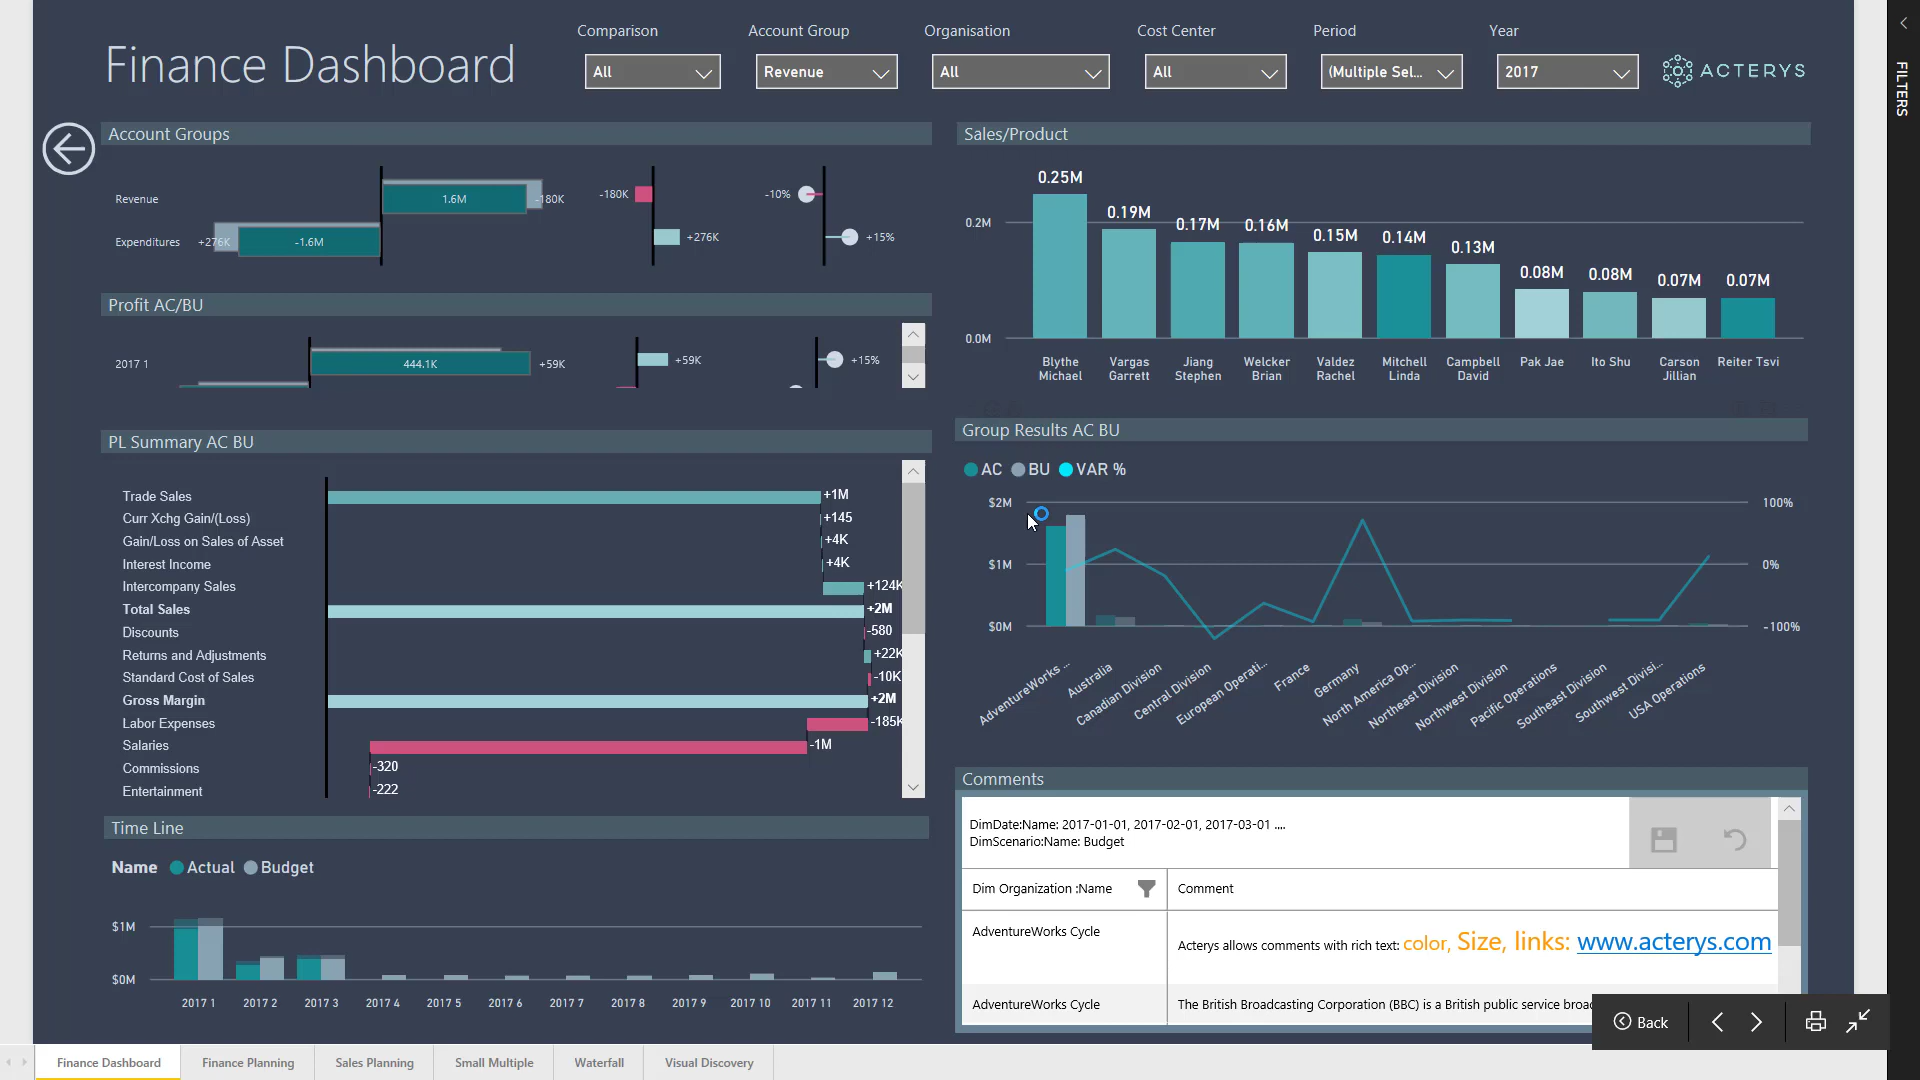 Finance Dashboard
Comparison
All
Account Group
Revenue
Organisation
All
Cost Center
All
Period
(Multiple Sel...
Year
2017
ACTERYS
FILTERS
Account Groups
Revenue
1.6M
-180K
-180K
-10%
Expenditures
+276K
-1.6M
+276K
+15%
Profit AC/BU
2017 1
444.1K
+59K
+59K
+15%
PL Summary AC BU
Trade Sales +1M
Curr Xchg Gain/(Loss) +145
Gain/Loss on Sales of Asset +4K
Interest Income +4K
Intercompany Sales +124K
Total Sales +2M
Discounts -580
Returns and Adjustments +22K
Standard Cost of Sales -10K
Gross Margin +2M
Labor Expenses -185K
Salaries -1M
Commissions -320
Entertainment -222
Time Line
Name Actual Budget
$1M
$0M
2017 1 2017 2 2017 3 2017 4 2017 5 2017 6 2017 7 2017 8 2017 9 2017 10 2017 11 2017 12
Sales/Product
0.2M
0.0M
0.25M 0.19M 0.17M 0.16M 0.15M 0.14M 0.13M 0.08M 0.08M 0.07M 0.07M
Blythe Michael
Vargas Garrett
Jiang Stephen
Welcker Brian
Valdez Rachel
Mitchell Linda
Campbell David
Pak Jae
Ito Shu
Carson Jillian
Reiter Tsvi
Group Results AC BU
AC BU VAR %
$2M 100%
$1M 0%
$0M -100%
AdventureWorks ...
Australia
Canadian Division
Central Division
European Operati...
France
Germany
North America Op...
Northeast Division
Northwest Division
Pacific Operations
Southeast Division
Southwest Divisi...
USA Operations
Comments
DimDate:Name: 2017-01-01, 2017-02-01, 2017-03-01 ....
DimScenario:Name: Budget
Dim Organization :Name Comment
AdventureWorks Cycle Acterys allows comments with rich text: color, Size, links: www.acterys.com
AdventureWorks Cycle The British Broadcasting Corporation (BBC) is a British public service
Back
Finance Dashboard
Finance Planning
Sales Planning
Small Multiple
Waterfall
Visual Discovery